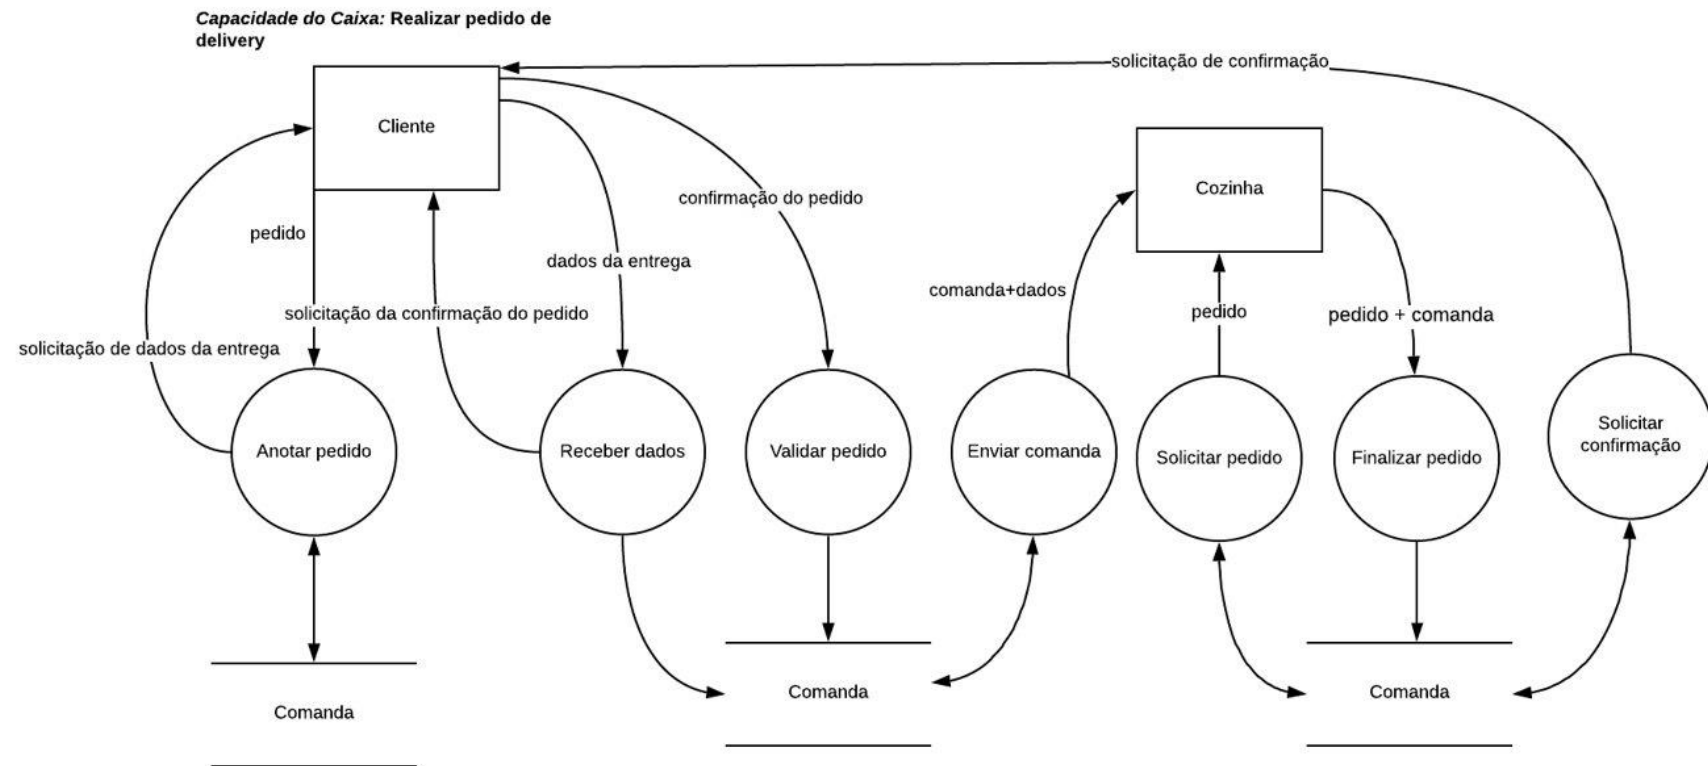 Capacidade do Caixa: Realizar pedido de
delivery
solicitação de confirmação
Cliente
Cozinha
confirmação do pedido
pedido
dados da entrega
comanda+dados
solicitação da confirmação do pedido
pedido
pedido + comanda
solicitação de dados da entrega
Anotar pedido
Receber dados
Validar pedido
Enviar comanda
Solicitar pedido
Finalizar pedido
Solicitar
confirmação
Comanda
Comanda
Comanda